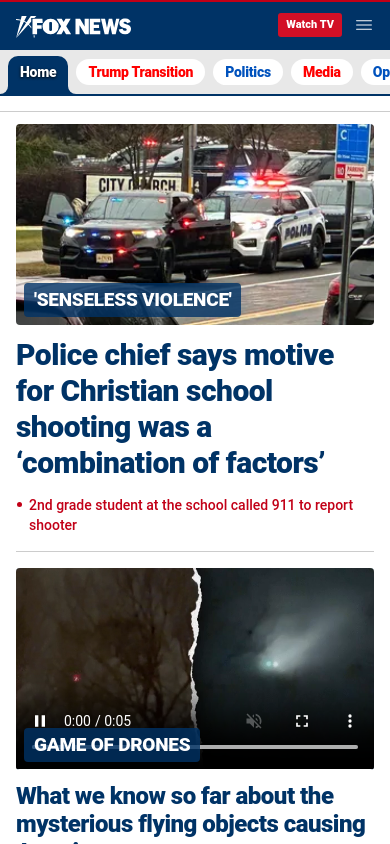 FOX NEWS
Watch TV
Home
Trump Transition
Politics
Media
Op
CITY CHURCH
C
POLICE
'SENSELESS VIOLENCE'
Police chief says motive
for Christian school
shooting was a
‘combination of factors’
2nd grade student at the school called 911 to report
shooter
0:00 / 0:05
GAME OF DRONES
What we know so far about the
mysterious flying objects causing